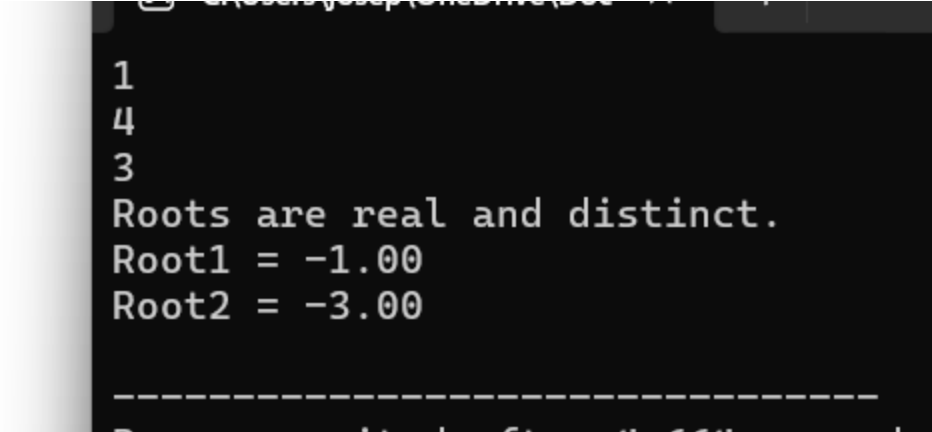 1
4
3
Roots are real and distinct.
Root1 = -1.00
Root2 = -3.00
--------------------------------